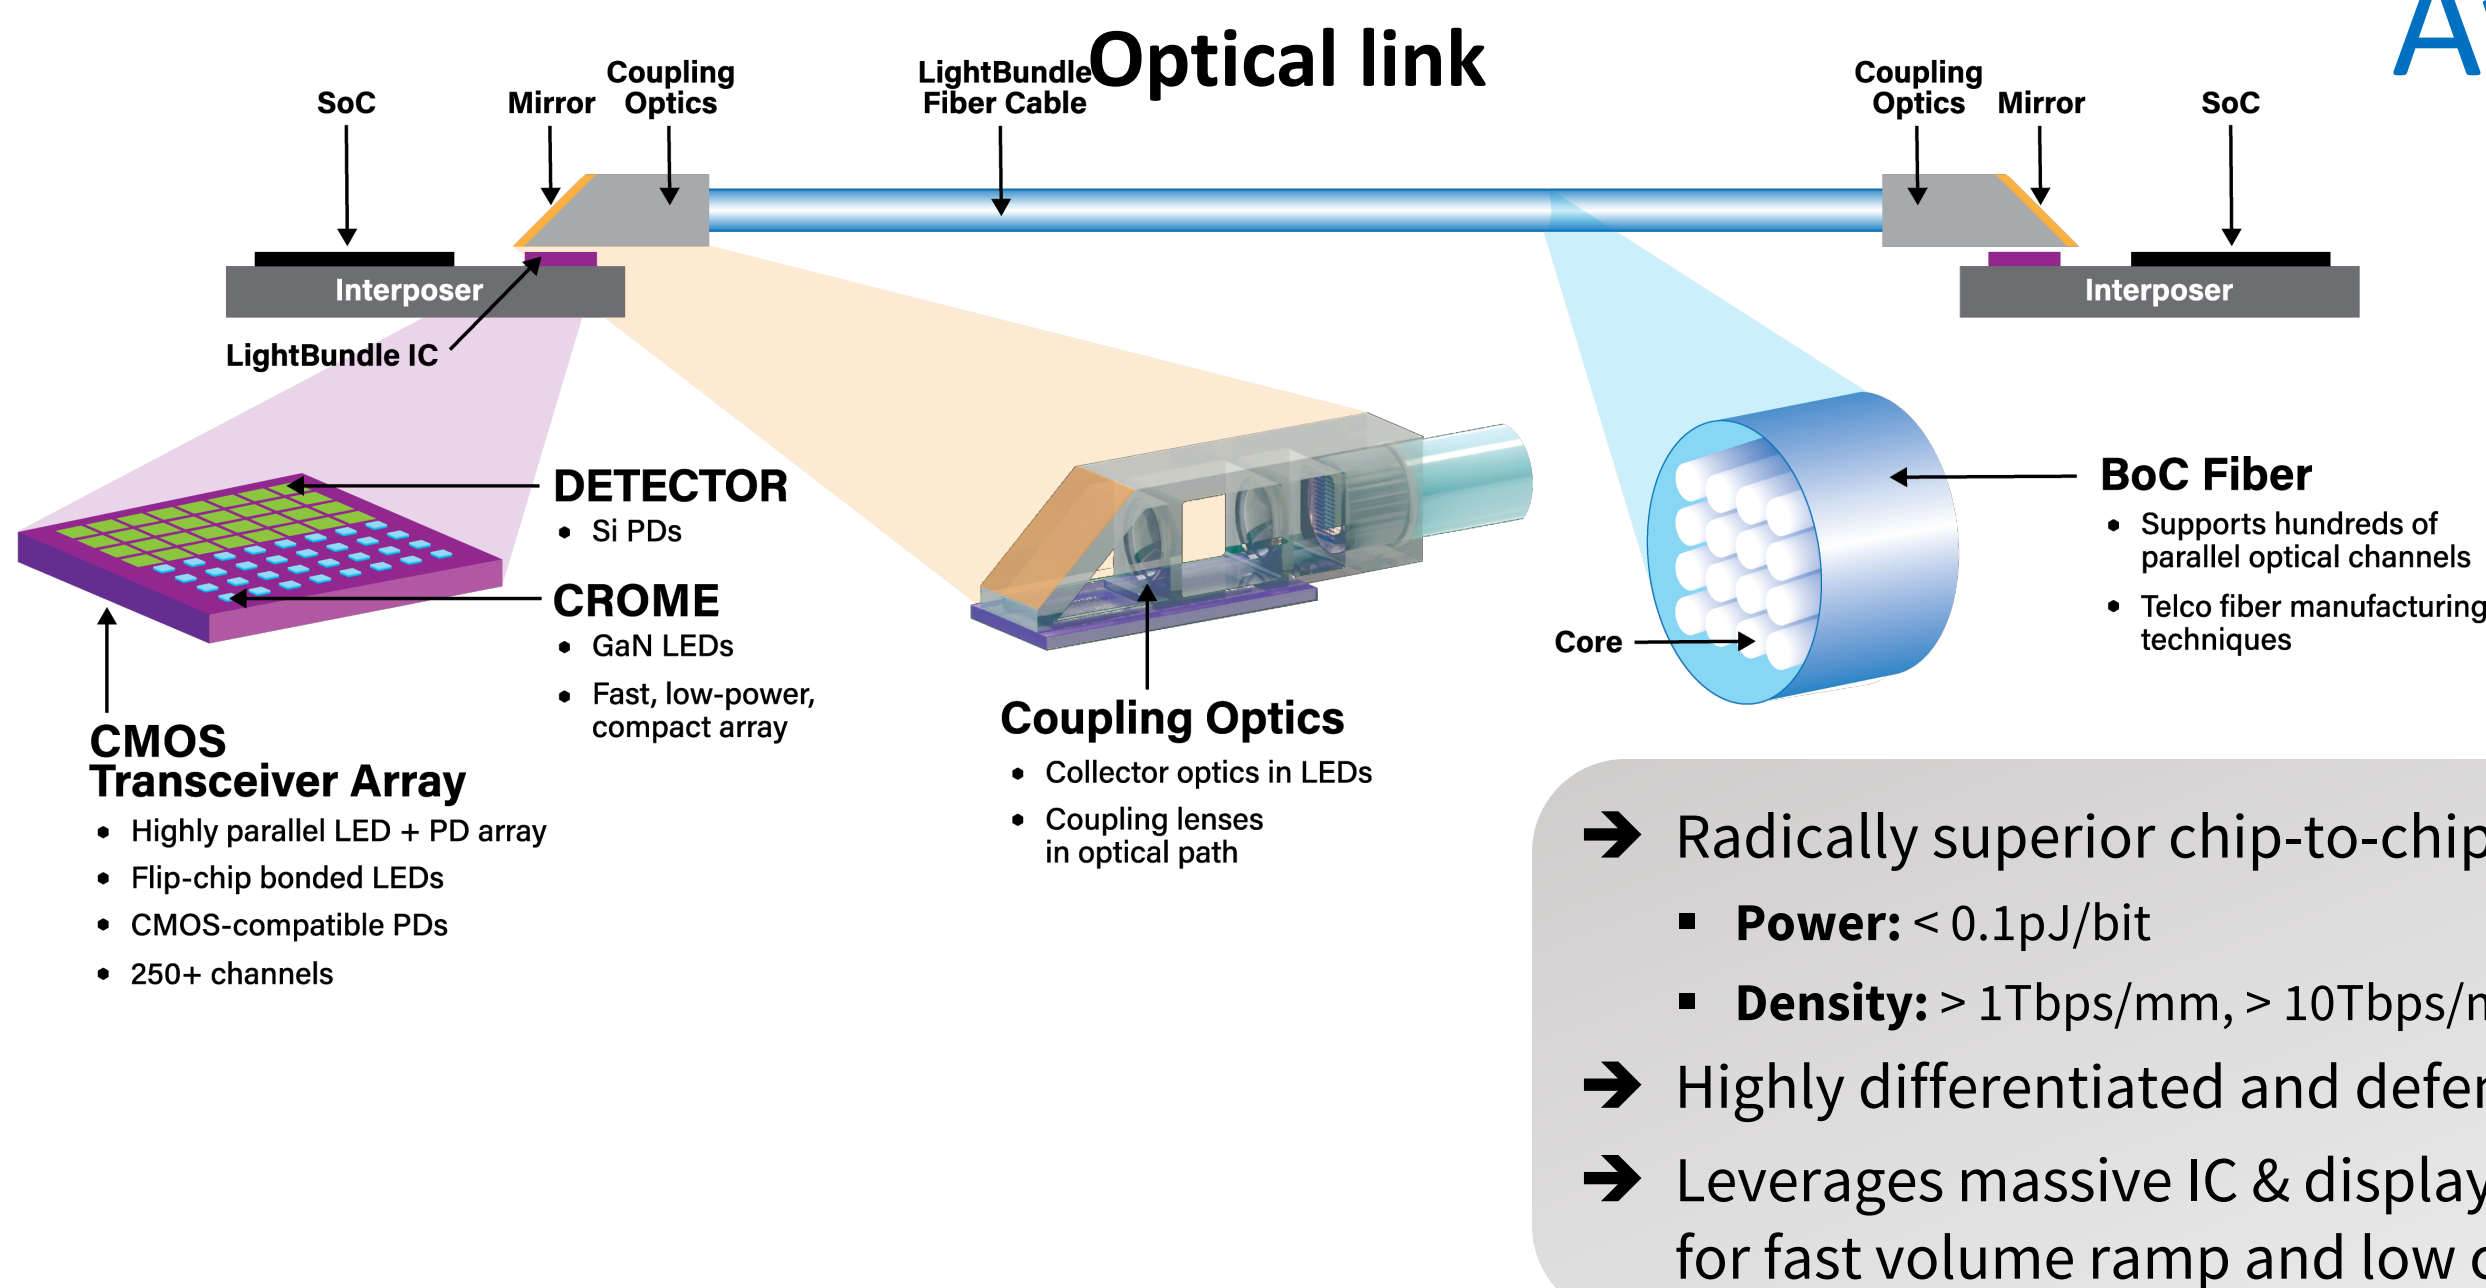 Optical link
SoC
Mirror
Coupling
Optics
LightBundle
Fiber Cable
Coupling
Optics
Mirror
SoC
Interposer
Interposer
LightBundle IC
DETECTOR
• Si PDs
CROME
• GaN LEDs
• Fast, low-power,
compact array
CMOS
Transceiver Array
• Highly parallel LED + PD array
• Flip-chip bonded LEDs
• CMOS-compatible PDs
• 250+ channels
Coupling Optics
• Collector optics in LEDs
• Coupling lenses
in optical path
Core
BoC Fiber
• Supports hundreds of
parallel optical channels
• Telco fiber manufacturing
techniques
➔ Radically superior chip-to-chip
▪ Power: < 0.1pJ/bit
▪ Density: > 1Tbps/mm, > 10Tbps/
➔ Highly differentiated and
➔ Leverages massive IC & display
for fast volume ramp and low